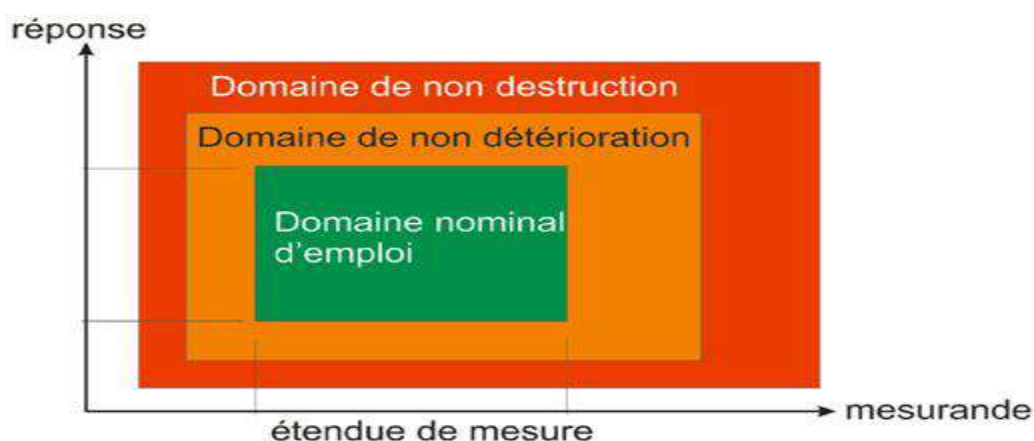 réponse
Domaine de non destruction
Domaine de non détérioration
Domaine nominal
d'emploi
mesurande
étendue de mesure